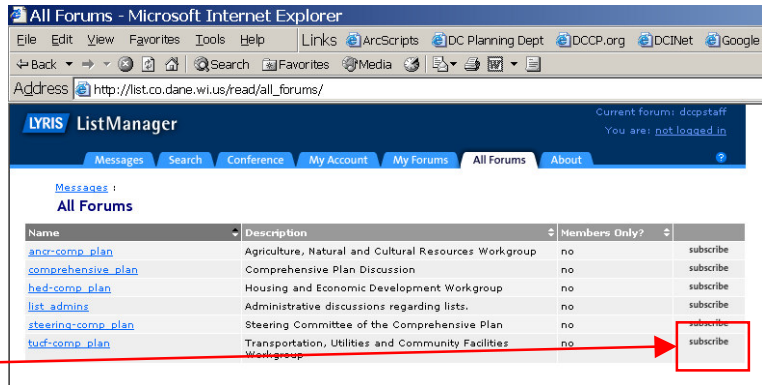 All Forums - Microsoft Internet Explorer
File Edit View Favorites Tools Help Links ArcScripts DC Planning Dept DCCP.org DCINet Google
Back Search Favorites Media
Address http://list.co.dane.wi.us/read/all_forums/
LYRIS ListManager
Current forum: dccpstaff
You are: not logged in
Messages Search Conference My Account My Forums All Forums About ?
Messages :
All Forums
Name Description Members Only?
ancr-comp_plan Agriculture, Natural and Cultural Resources Workgroup no subscribe
comprehensive_plan Comprehensive Plan Discussion no subscribe
hed-comp_plan Housing and Economic Development Workgroup no subscribe
list_admins Administrative discussions regarding lists. no subscribe
steering-comp_plan Steering Committee of the Comprehensive Plan no subscribe
tucf-comp_plan Transportation, Utilities and Community Facilities Workgroup no subscribe